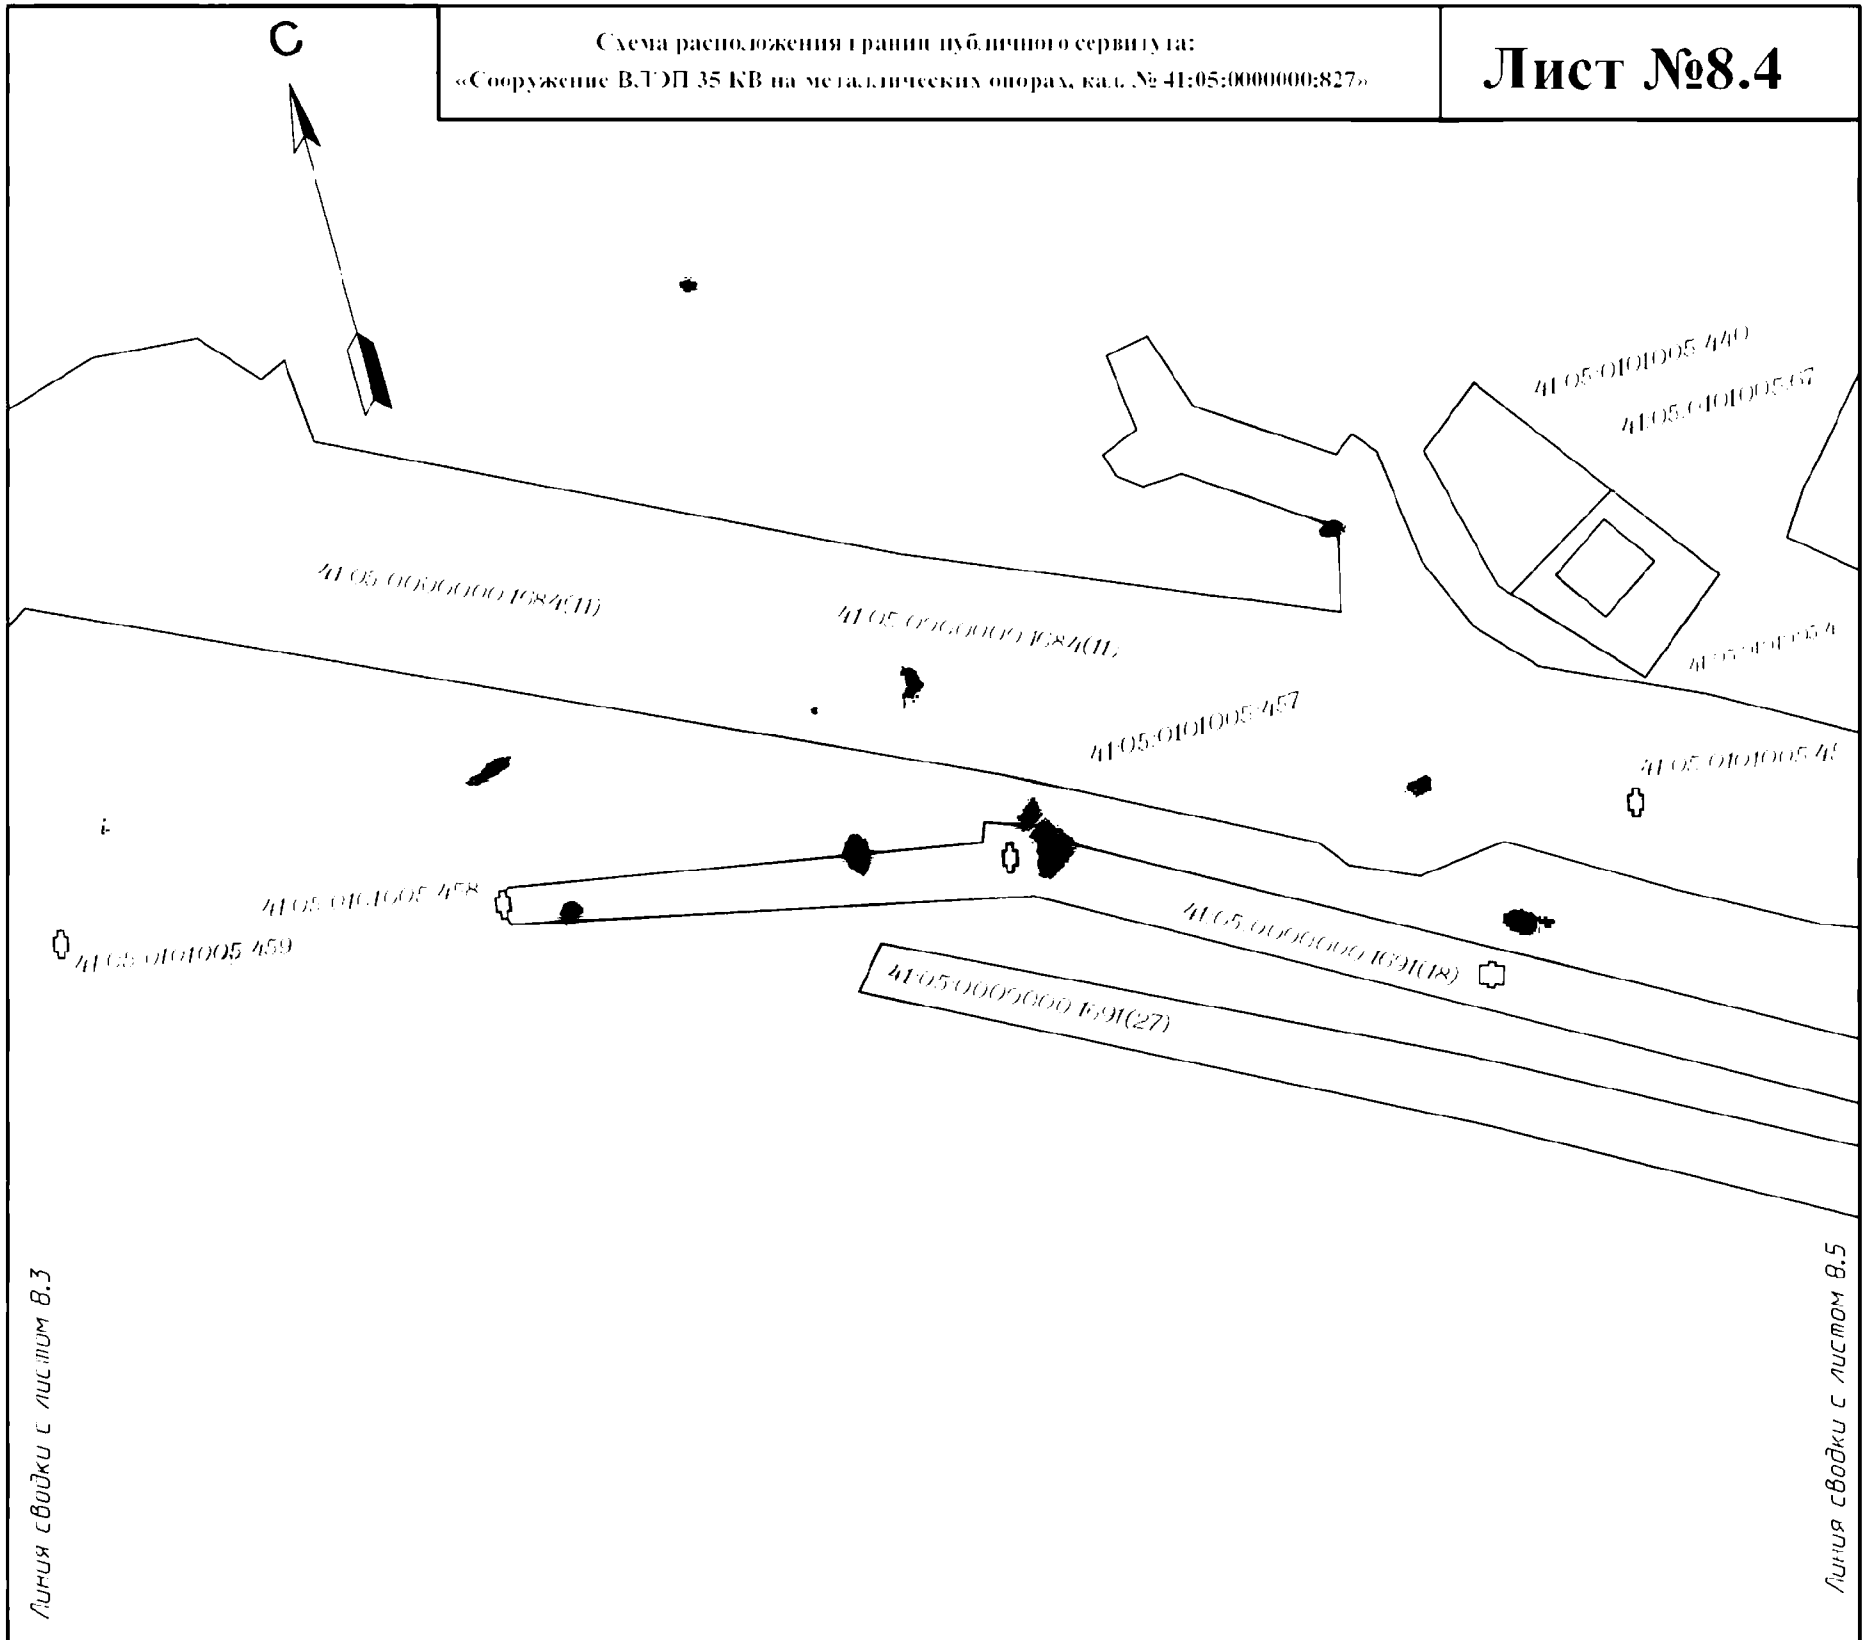 С
Схема расположения границ публичного сервитута:
«Сооружение ВЛЭП 35 КВ на металлических опорах, кад. № 41:05:0000000:827»
Лист №8.4
41:05:0101005:440
41:05:0101005:67
41:05:0000000:1684(11)
41:05:0000000:1684(11)
41:05:0101005:457
41:05:0101005:458
41:05:0101005:459
41:05:0000000:1691(18)
41:05:0000000:1691(27)
Линия сводки с листом 8.3
Линия сводки с листом 8.5